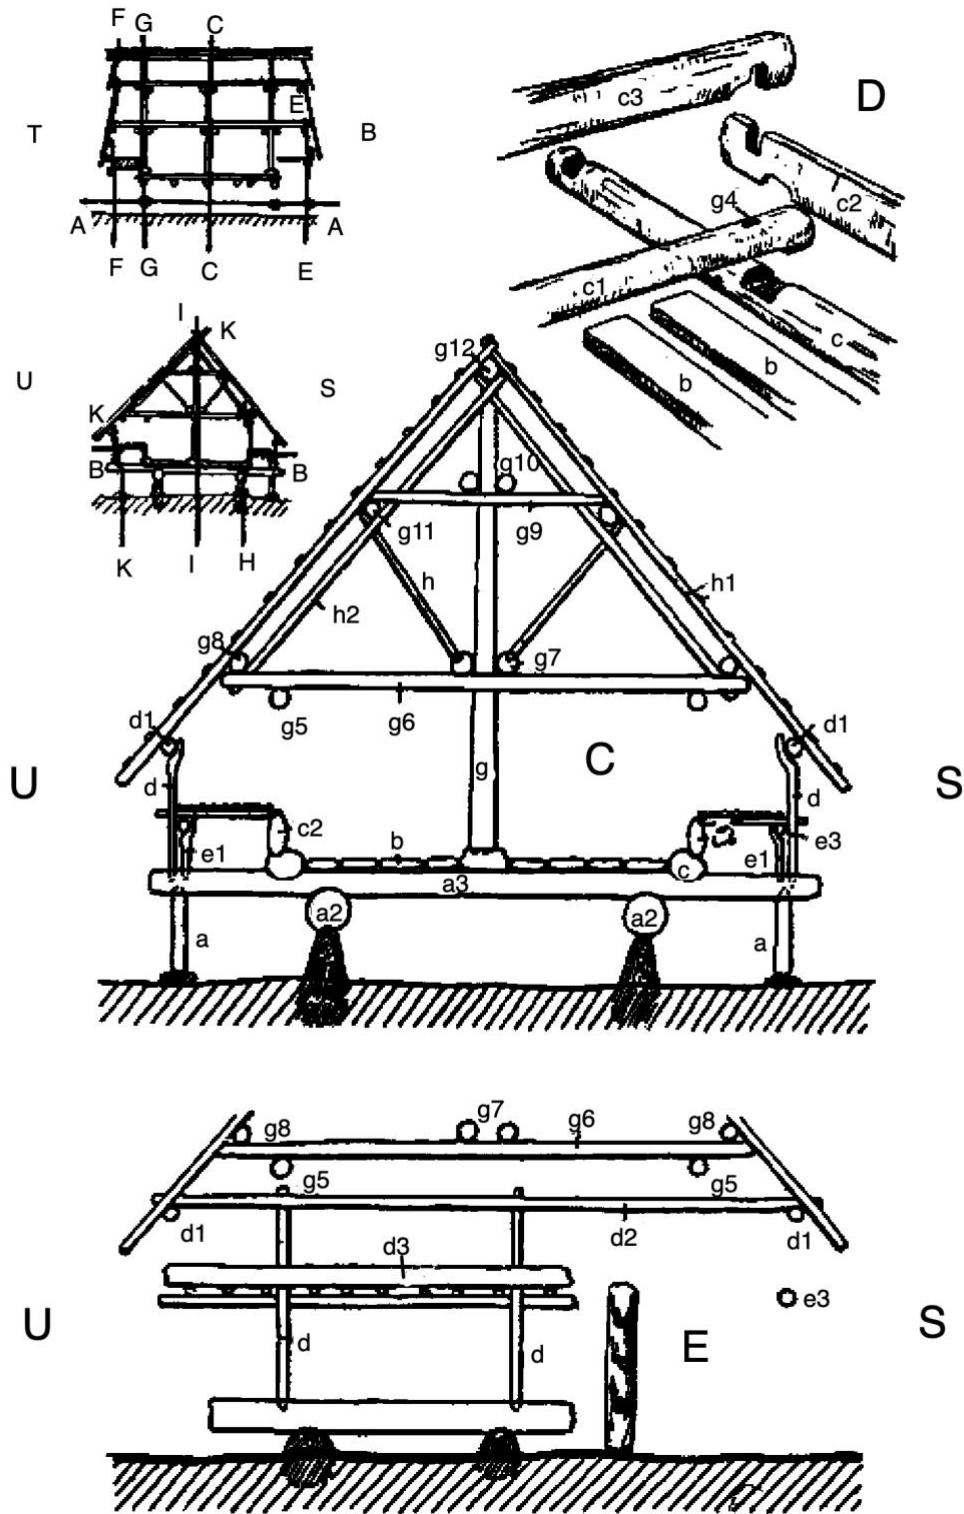 F G C
E
T B
A A
F G C E
I K
U S
K
B B
K I H
c3 D
c2
g4
c1
c
b b
g12
g10
g11 g9
h h1
h2
g8 g7
g5 g6
d1 d1
C
U S
g
d d
c2 b e3
e1 e1
a3 c
a2 a2
a a
g7
g8 g6 g8
g5 g5
d1 d2 d1
d3
e3
U S
d d E